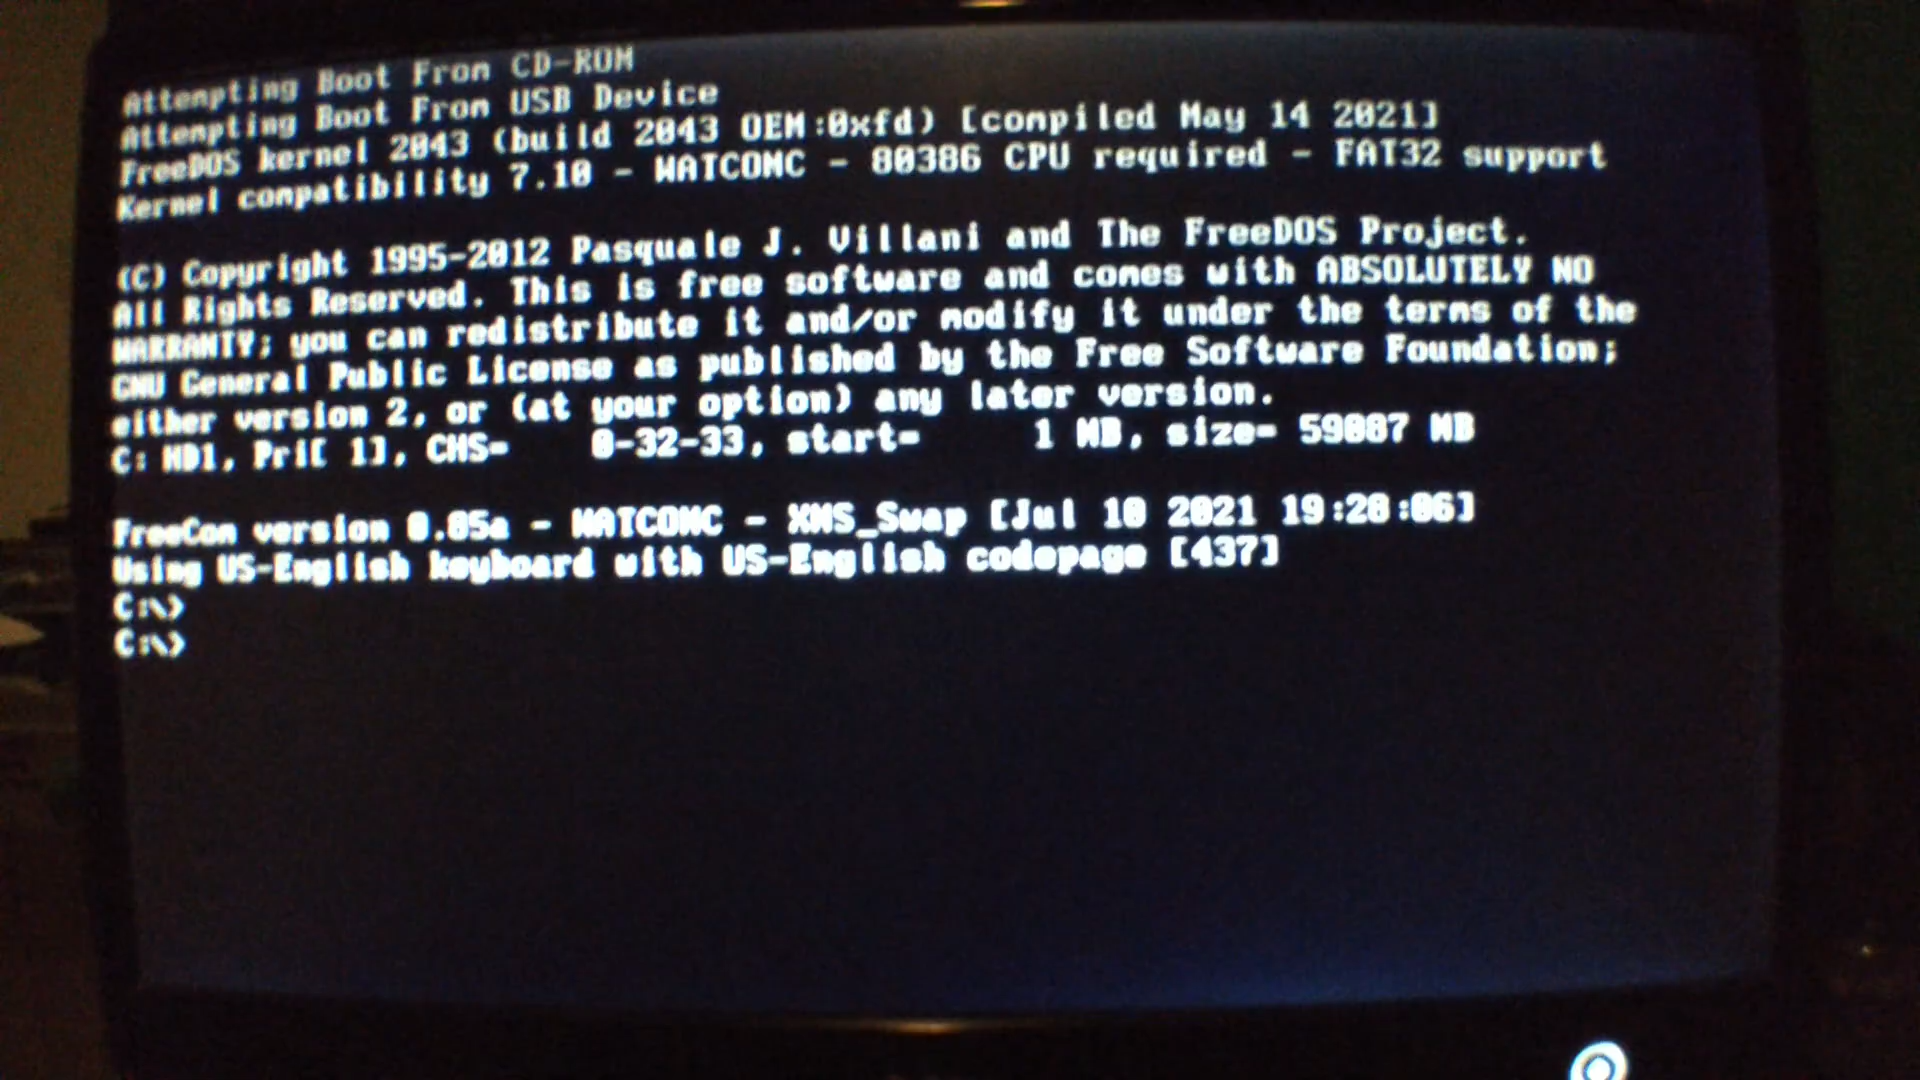 Attempting Boot From CD-ROM
Attempting Boot From USB Device
FreeDOS kernel 2043 (build 2043 OEM:0xfd) [compiled May 14 2021]
Kernel compatibility 7.10 - WATCOMC - 80386 CPU required - FAT32 support
(C) Copyright 1995-2012 Pasquale J. Villani and The FreeDOS Project.
All Rights Reserved. This is free software and comes with ABSOLUTELY NO
WARRANTY; you can redistribute it and/or modify it under the terms of the
GNU General Public License as published by the Free Software Foundation;
either version 2, or (at your option) any later version.
C: HD1, Pri[ 1], CHS=    0-32-33, start=      1 MB, size= 59087 MB
FreeCom version 0.85a - WATCOMC - XMS_Swap [Jul 10 2021 19:28:06]
Using US-English keyboard with US-English codepage [437]
C:\>
C:\>